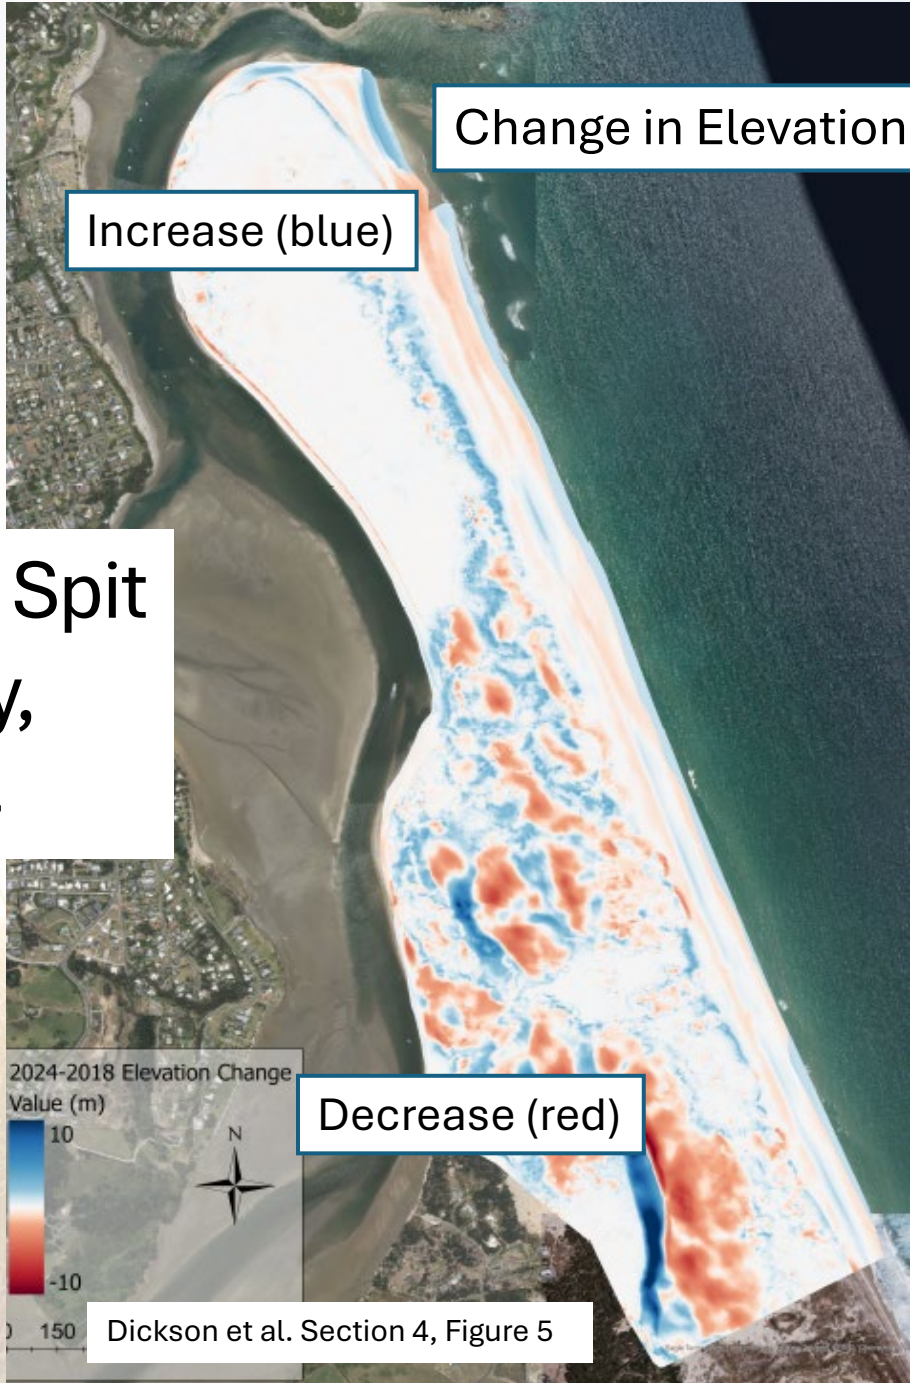 Change in Elevation
Increase (blue)
Spit
y,
Decrease (red)
2024-2018 Elevation Change
Value (m)
10
N
-10
0 150
Dickson et al. Section 4, Figure 5